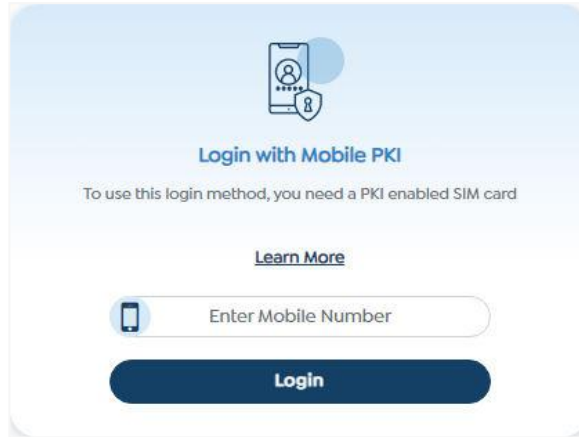 Login with Mobile PKI
To use this login method, you need a PKI enabled SIM card
Learn More
Enter Mobile Number
Login